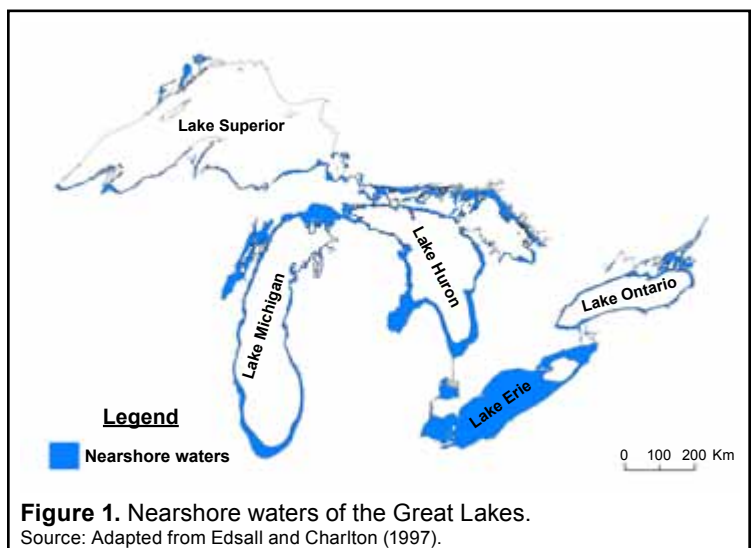 Lake Superior
Lake Huron
Lake Ontario
Lake Michigan
Lake Erie
Legend
Nearshore waters
0 100 200 Km
Figure 1. Nearshore waters of the Great Lakes.
Source: Adapted from Edsall and Charlton (1997).